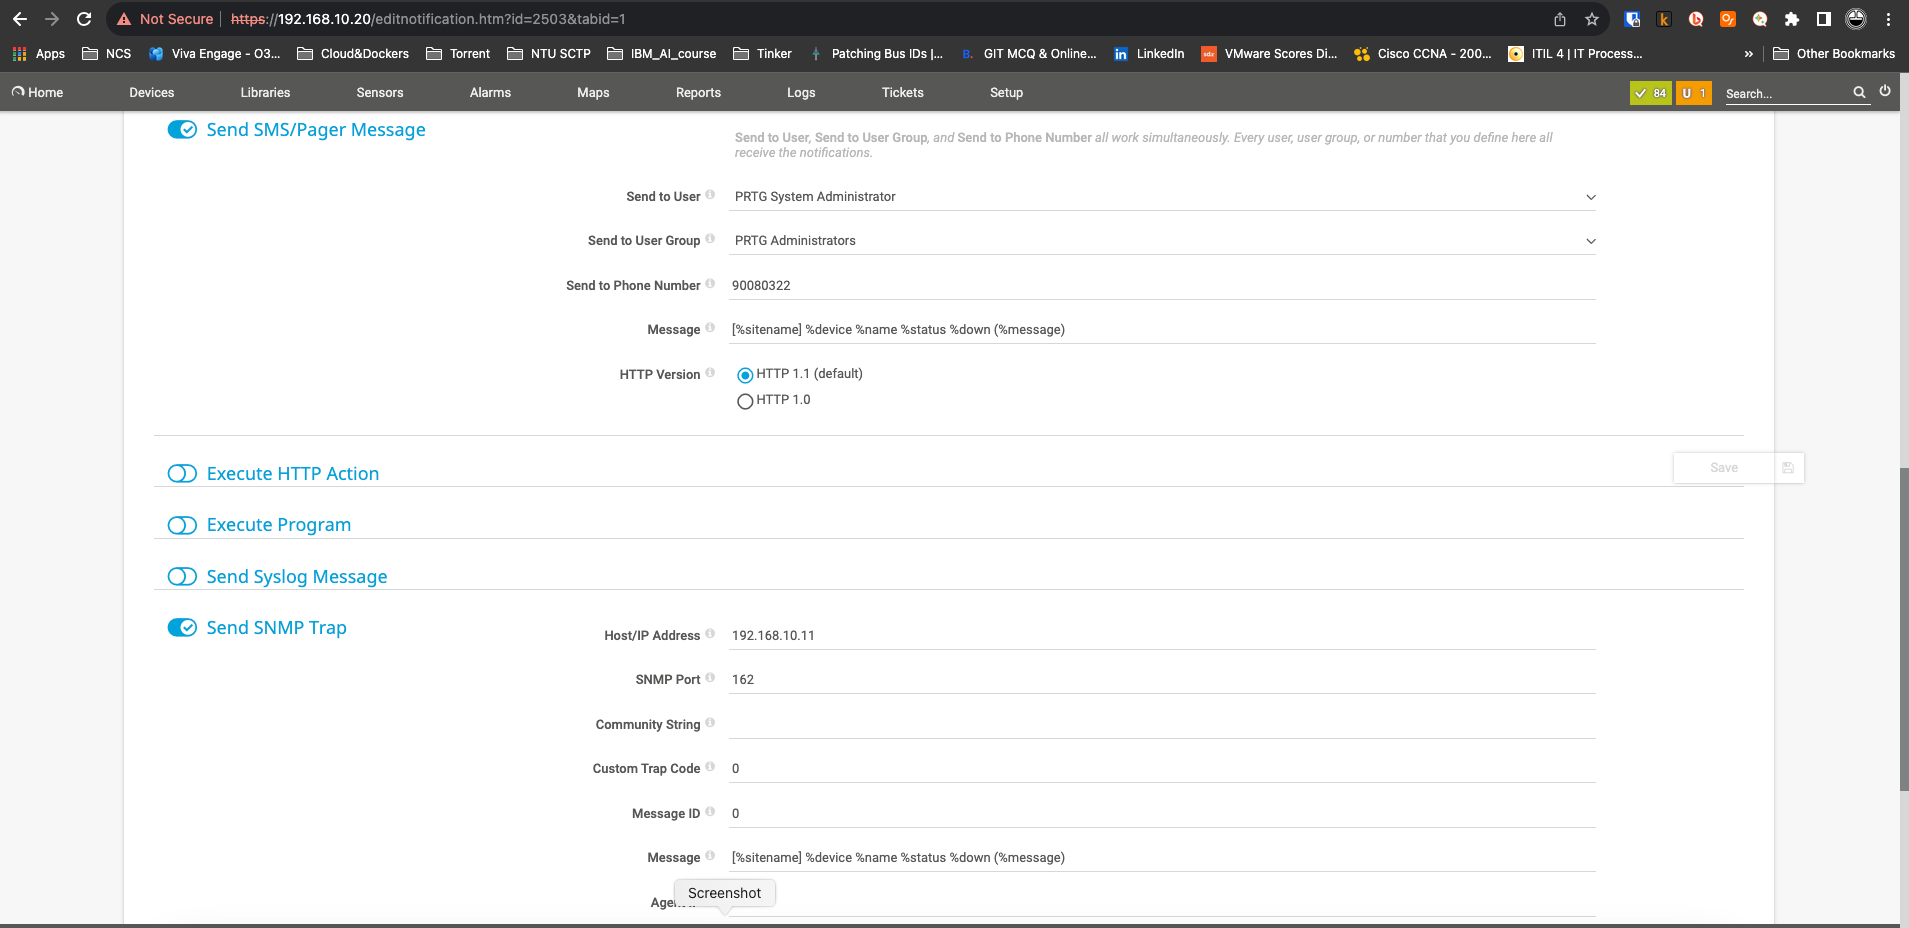 Not Secure https://192.168.10.20/editnotification.htm?id=2503&tabid=1
Apps NCS Viva Engage - O3... Cloud&Dockers Torrent NTU SCTP IBM_AI_course Tinker Patching Bus IDs |... GIT MCQ & Online... LinkedIn VMware Scores Di... Cisco CCNA - 200... ITIL 4 | IT Process... » Other Bookmarks
Home Devices Libraries Sensors Alarms Maps Reports Logs Tickets Setup 84 U 1 Search...
Send SMS/Pager Message
Send to User, Send to User Group, and Send to Phone Number all work simultaneously. Every user, user group, or number that you define here all
receive the notifications.
Send to User PRTG System Administrator
Send to User Group PRTG Administrators
Send to Phone Number 90080322
Message [%sitename] %device %name %status %down (%message)
HTTP Version HTTP 1.1 (default)
HTTP 1.0
Execute HTTP Action
Save
Execute Program
Send Syslog Message
Send SNMP Trap
Host/IP Address 192.168.10.11
SNMP Port 162
Community String
Custom Trap Code 0
Message ID 0
Message [%sitename] %device %name %status %down (%message)
Screenshot